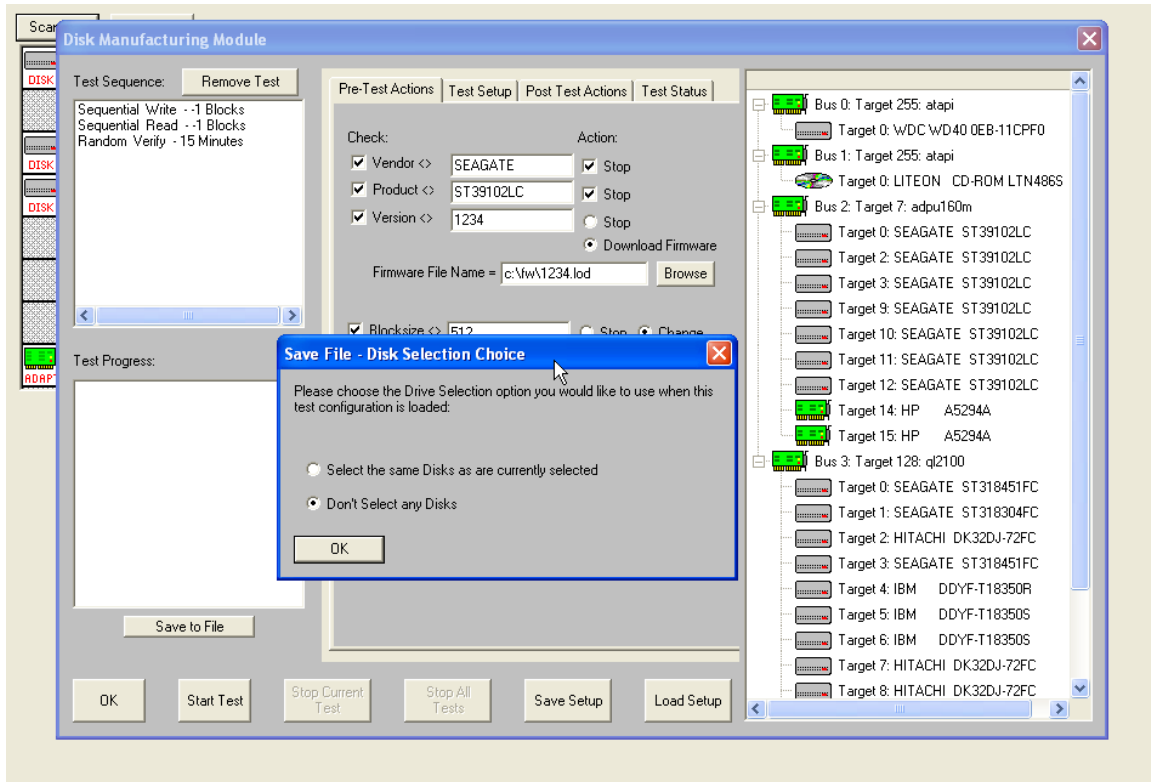 Scan
DISK
DISK
DISK
ADAPT
Disk Manufacturing Module
Test Sequence:
Remove Test
Sequential Write - -1 Blocks
Sequential Read - -1 Blocks
Random Verify - 15 Minutes
Test Progress:
Save to File
Pre-Test Actions
Test Setup
Post Test Actions
Test Status
Check:
Action:
Vendor <> SEAGATE Stop
Product <> ST39102LC Stop
Version <> 1234 Stop
Download Firmware
Firmware File Name = c:\fw\1234.lod Browse
Blocksize <> 512 Stop Change
Save File - Disk Selection Choice
Please choose the Drive Selection option you would like to use when this
test configuration is loaded:
Select the same Disks as are currently selected
Don't Select any Disks
OK
Bus 0: Target 255: atapi
Target 0: WDC WD40 0EB-11CPF0
Bus 1: Target 255: atapi
Target 0: LITEON CD-ROM LTN486S
Bus 2: Target 7: adpu160m
Target 0: SEAGATE ST39102LC
Target 2: SEAGATE ST39102LC
Target 3: SEAGATE ST39102LC
Target 9: SEAGATE ST39102LC
Target 10: SEAGATE ST39102LC
Target 11: SEAGATE ST39102LC
Target 12: SEAGATE ST39102LC
Target 14: HP A5294A
Target 15: HP A5294A
Bus 3: Target 128: ql2100
Target 0: SEAGATE ST318451FC
Target 1: SEAGATE ST318304FC
Target 2: HITACHI DK32DJ-72FC
Target 3: SEAGATE ST318451FC
Target 4: IBM DDYF-T18350R
Target 5: IBM DDYF-T18350S
Target 6: IBM DDYF-T18350S
Target 7: HITACHI DK32DJ-72FC
Target 8: HITACHI DK32DJ-72FC
OK
Start Test
Stop Current
Test
Stop All
Tests
Save Setup
Load Setup